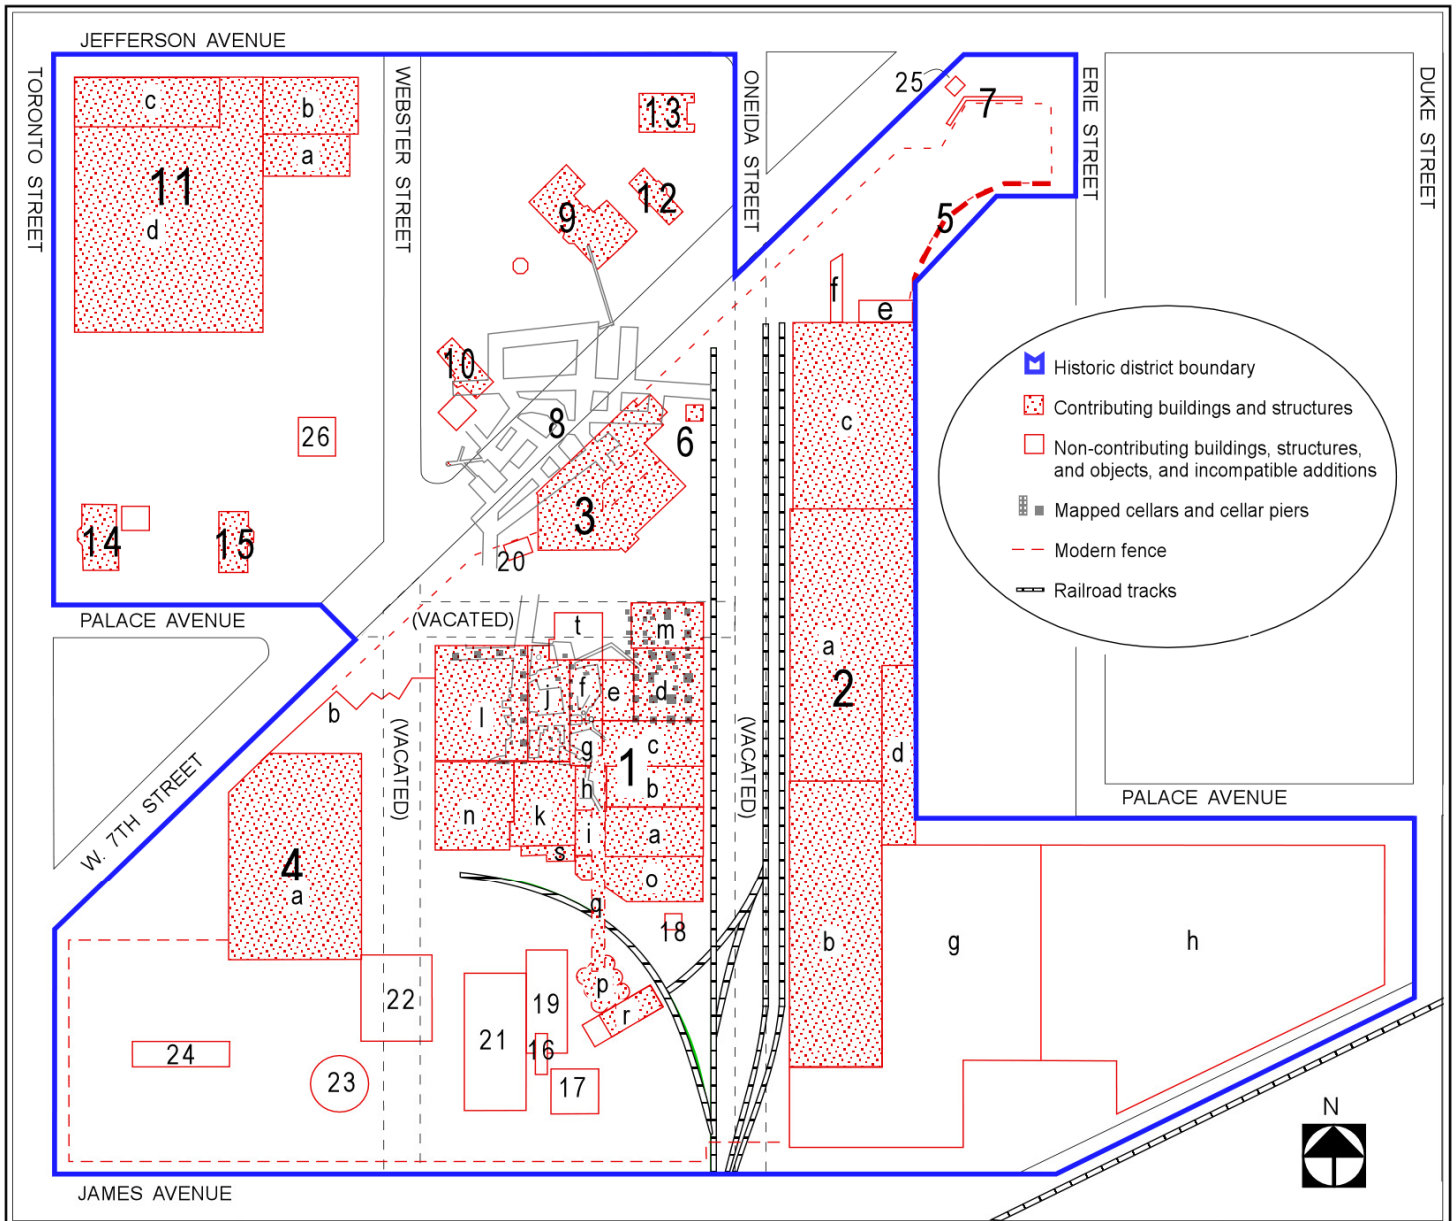 JEFFERSON AVENUE
TORONTO STREET
WEBSTER STREET
ONEIDA STREET
ERIE STREET
DUKE STREET
25
7
c
b
a
11
d
13
12
9
5
f
e
10
8
6
c
26
3
14
15
20
PALACE AVENUE
(VACATED)
t
m
a
2
l
j
f
e
d
b
g
c
1
h
b
d
(VACATED)
(VACATED)
W. 7TH STREET
PALACE AVENUE
n
k
i
a
s
o
4
a
q
18
b
g
h
p
r
22
19
21
16
17
24
23
Historic district boundary
Contributing buildings and structures
Non-contributing buildings, structures,
and objects, and incompatible additions
Mapped cellars and cellar piers
Modern fence
Railroad tracks
N
JAMES AVENUE